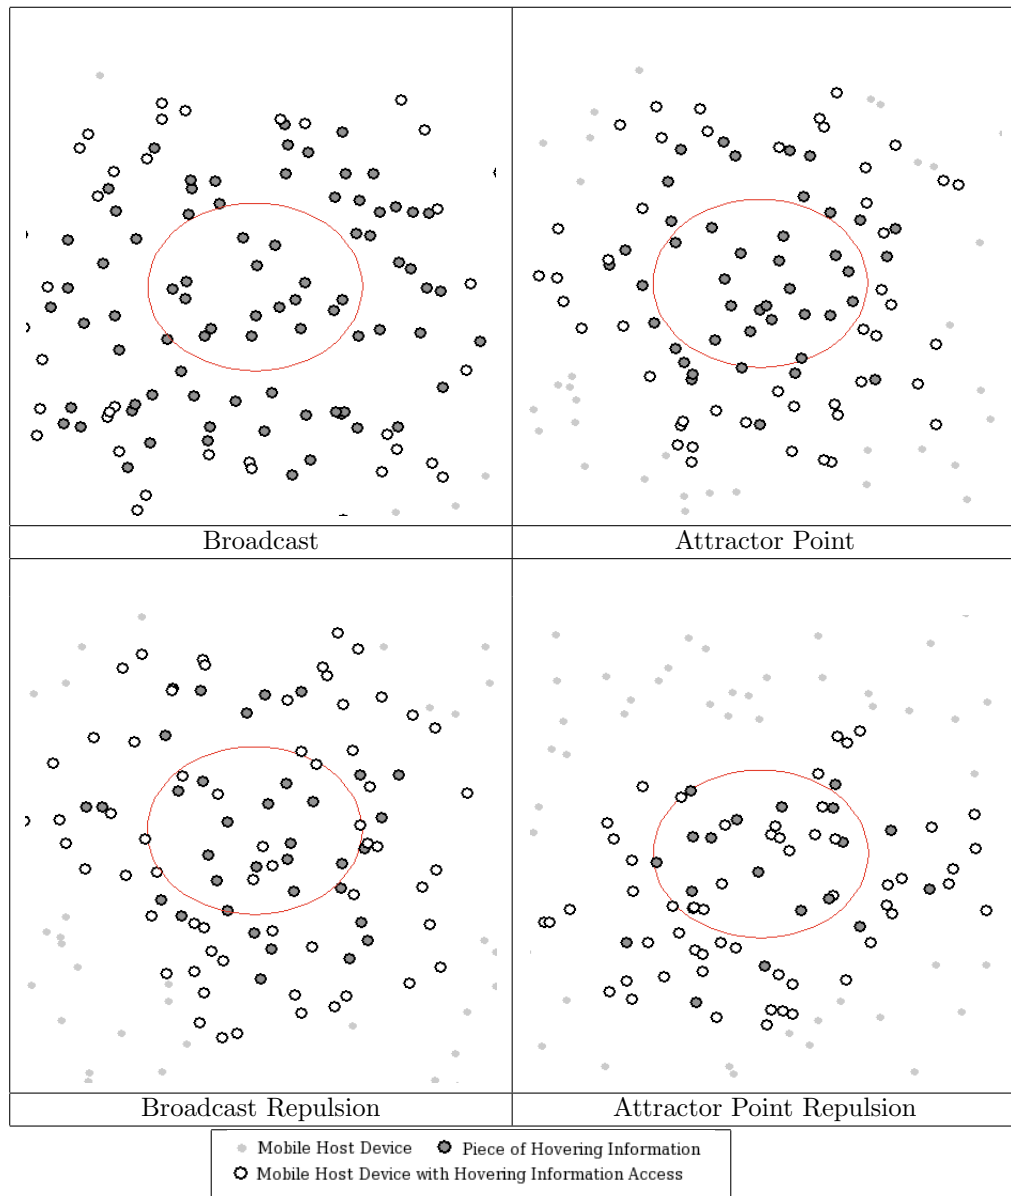 Broadcast
Attractor Point
Broadcast Repulsion
Attractor Point Repulsion
Mobile Host Device
Piece of Hovering Information
Mobile Host Device with Hovering Information Access